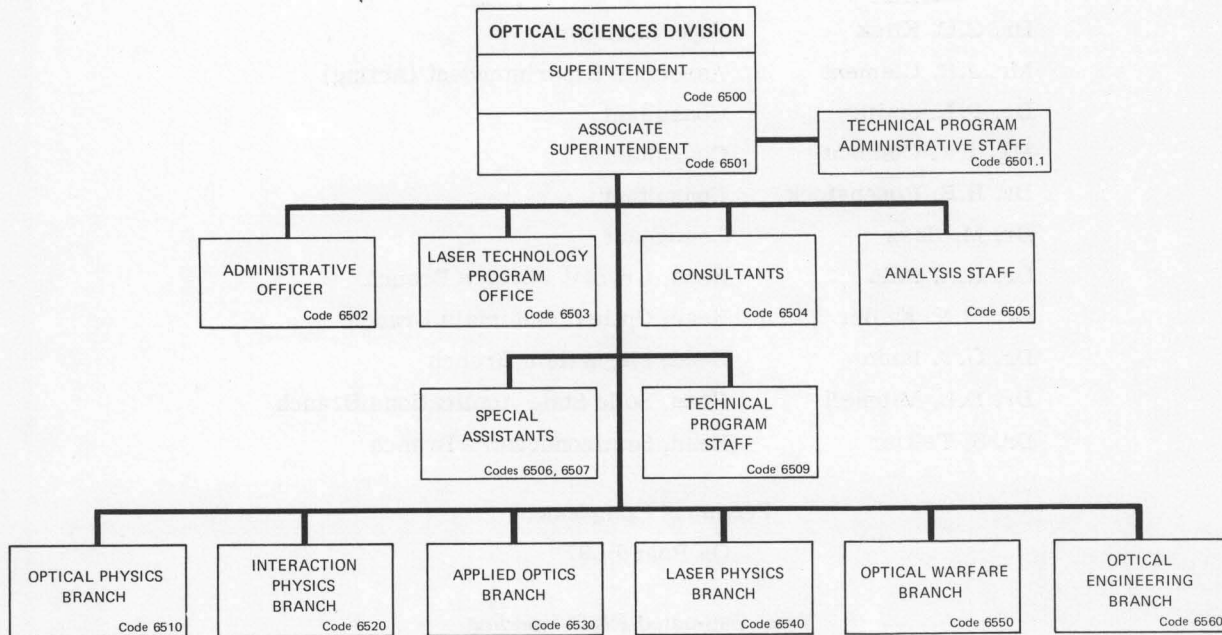 OPTICAL SCIENCES DIVISION
SUPERINTENDENT
Code 6500
ASSOCIATE
SUPERINTENDENT
Code 6501
TECHNICAL PROGRAM
ADMINISTRATIVE STAFF
Code 6501.1
ADMINISTRATIVE
OFFICER
Code 6502
LASER TECHNOLOGY
PROGRAM
OFFICE
Code 6503
CONSULTANTS
Code 6504
ANALYSIS STAFF
Code 6505
SPECIAL
ASSISTANTS
Codes 6506, 6507
TECHNICAL
PROGRAM
STAFF
Code 6509
OPTICAL PHYSICS
BRANCH
Code 6510
INTERACTION
PHYSICS
BRANCH
Code 6520
APPLIED OPTICS
BRANCH
Code 6530
LASER PHYSICS
BRANCH
Code 6540
OPTICAL WARFARE
BRANCH
Code 6550
OPTICAL
ENGINEERING
BRANCH
Code 6560